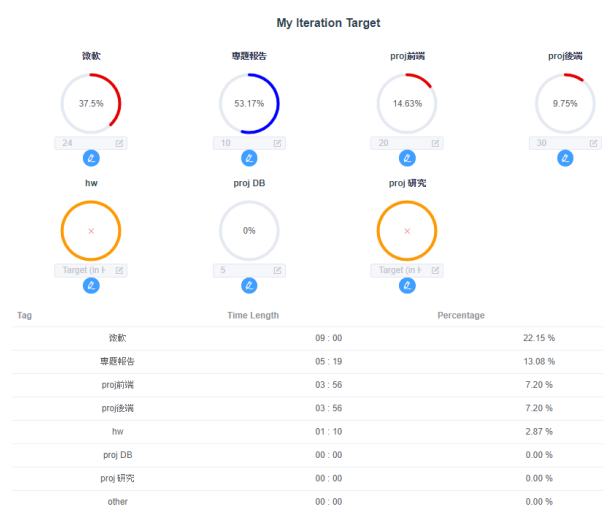 My Iteration Target
微軟 專題報告 proj前端 proj後端
37.5% 53.17% 14.63% 9.75%
24 10 20 30
hw proj DB proj 研究
× 0% ×
Target (in H 5 Target (in H
Tag Time Length Percentage
微軟 09 : 00 22.15 %
專題報告 05 : 19 13.08 %
proj前端 03 : 56 7.20 %
proj後端 03 : 56 7.20 %
hw 01 : 10 2.87 %
proj DB 00 : 00 0.00 %
proj 研究 00 : 00 0.00 %
other 00 : 00 0.00 %